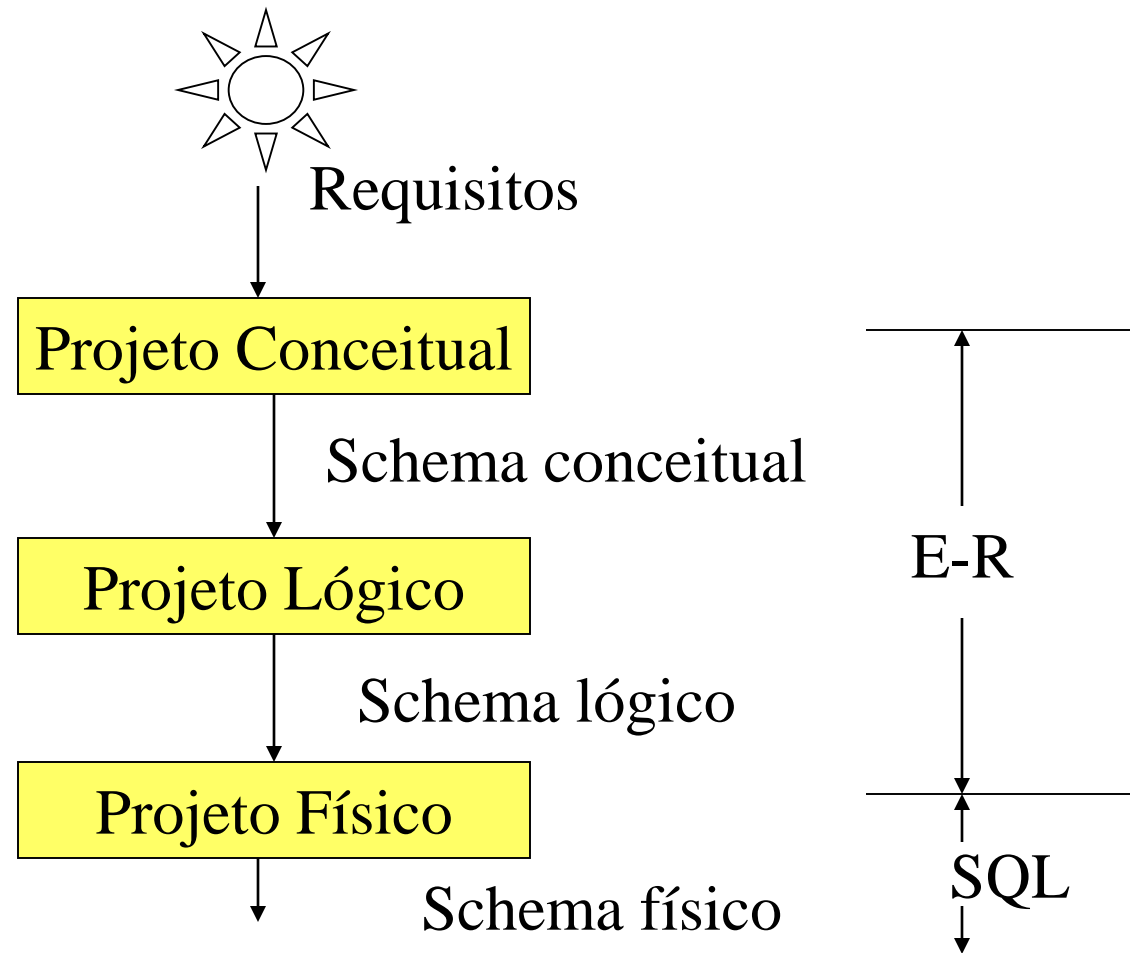 Requisitos
Projeto Conceitual
Schema conceitual
Projeto Lógico
E-R
Schema lógico
Projeto Físico
SQL
Schema físico